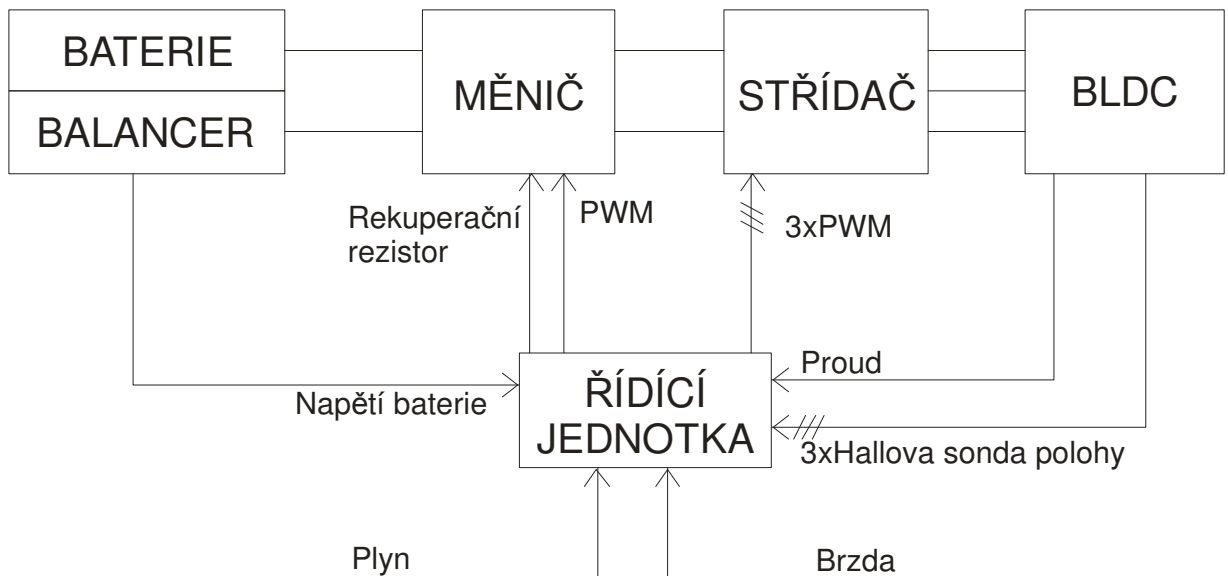 BATERIE
BALANCER
MĚNIČ
STŘÍDAČ
BLDC
Rekuperační
rezistor
PWM
3xPWM
Napětí baterie
ŘÍDÍCÍ
JEDNOTKA
Proud
3xHallova sonda polohy
Plyn
Brzda